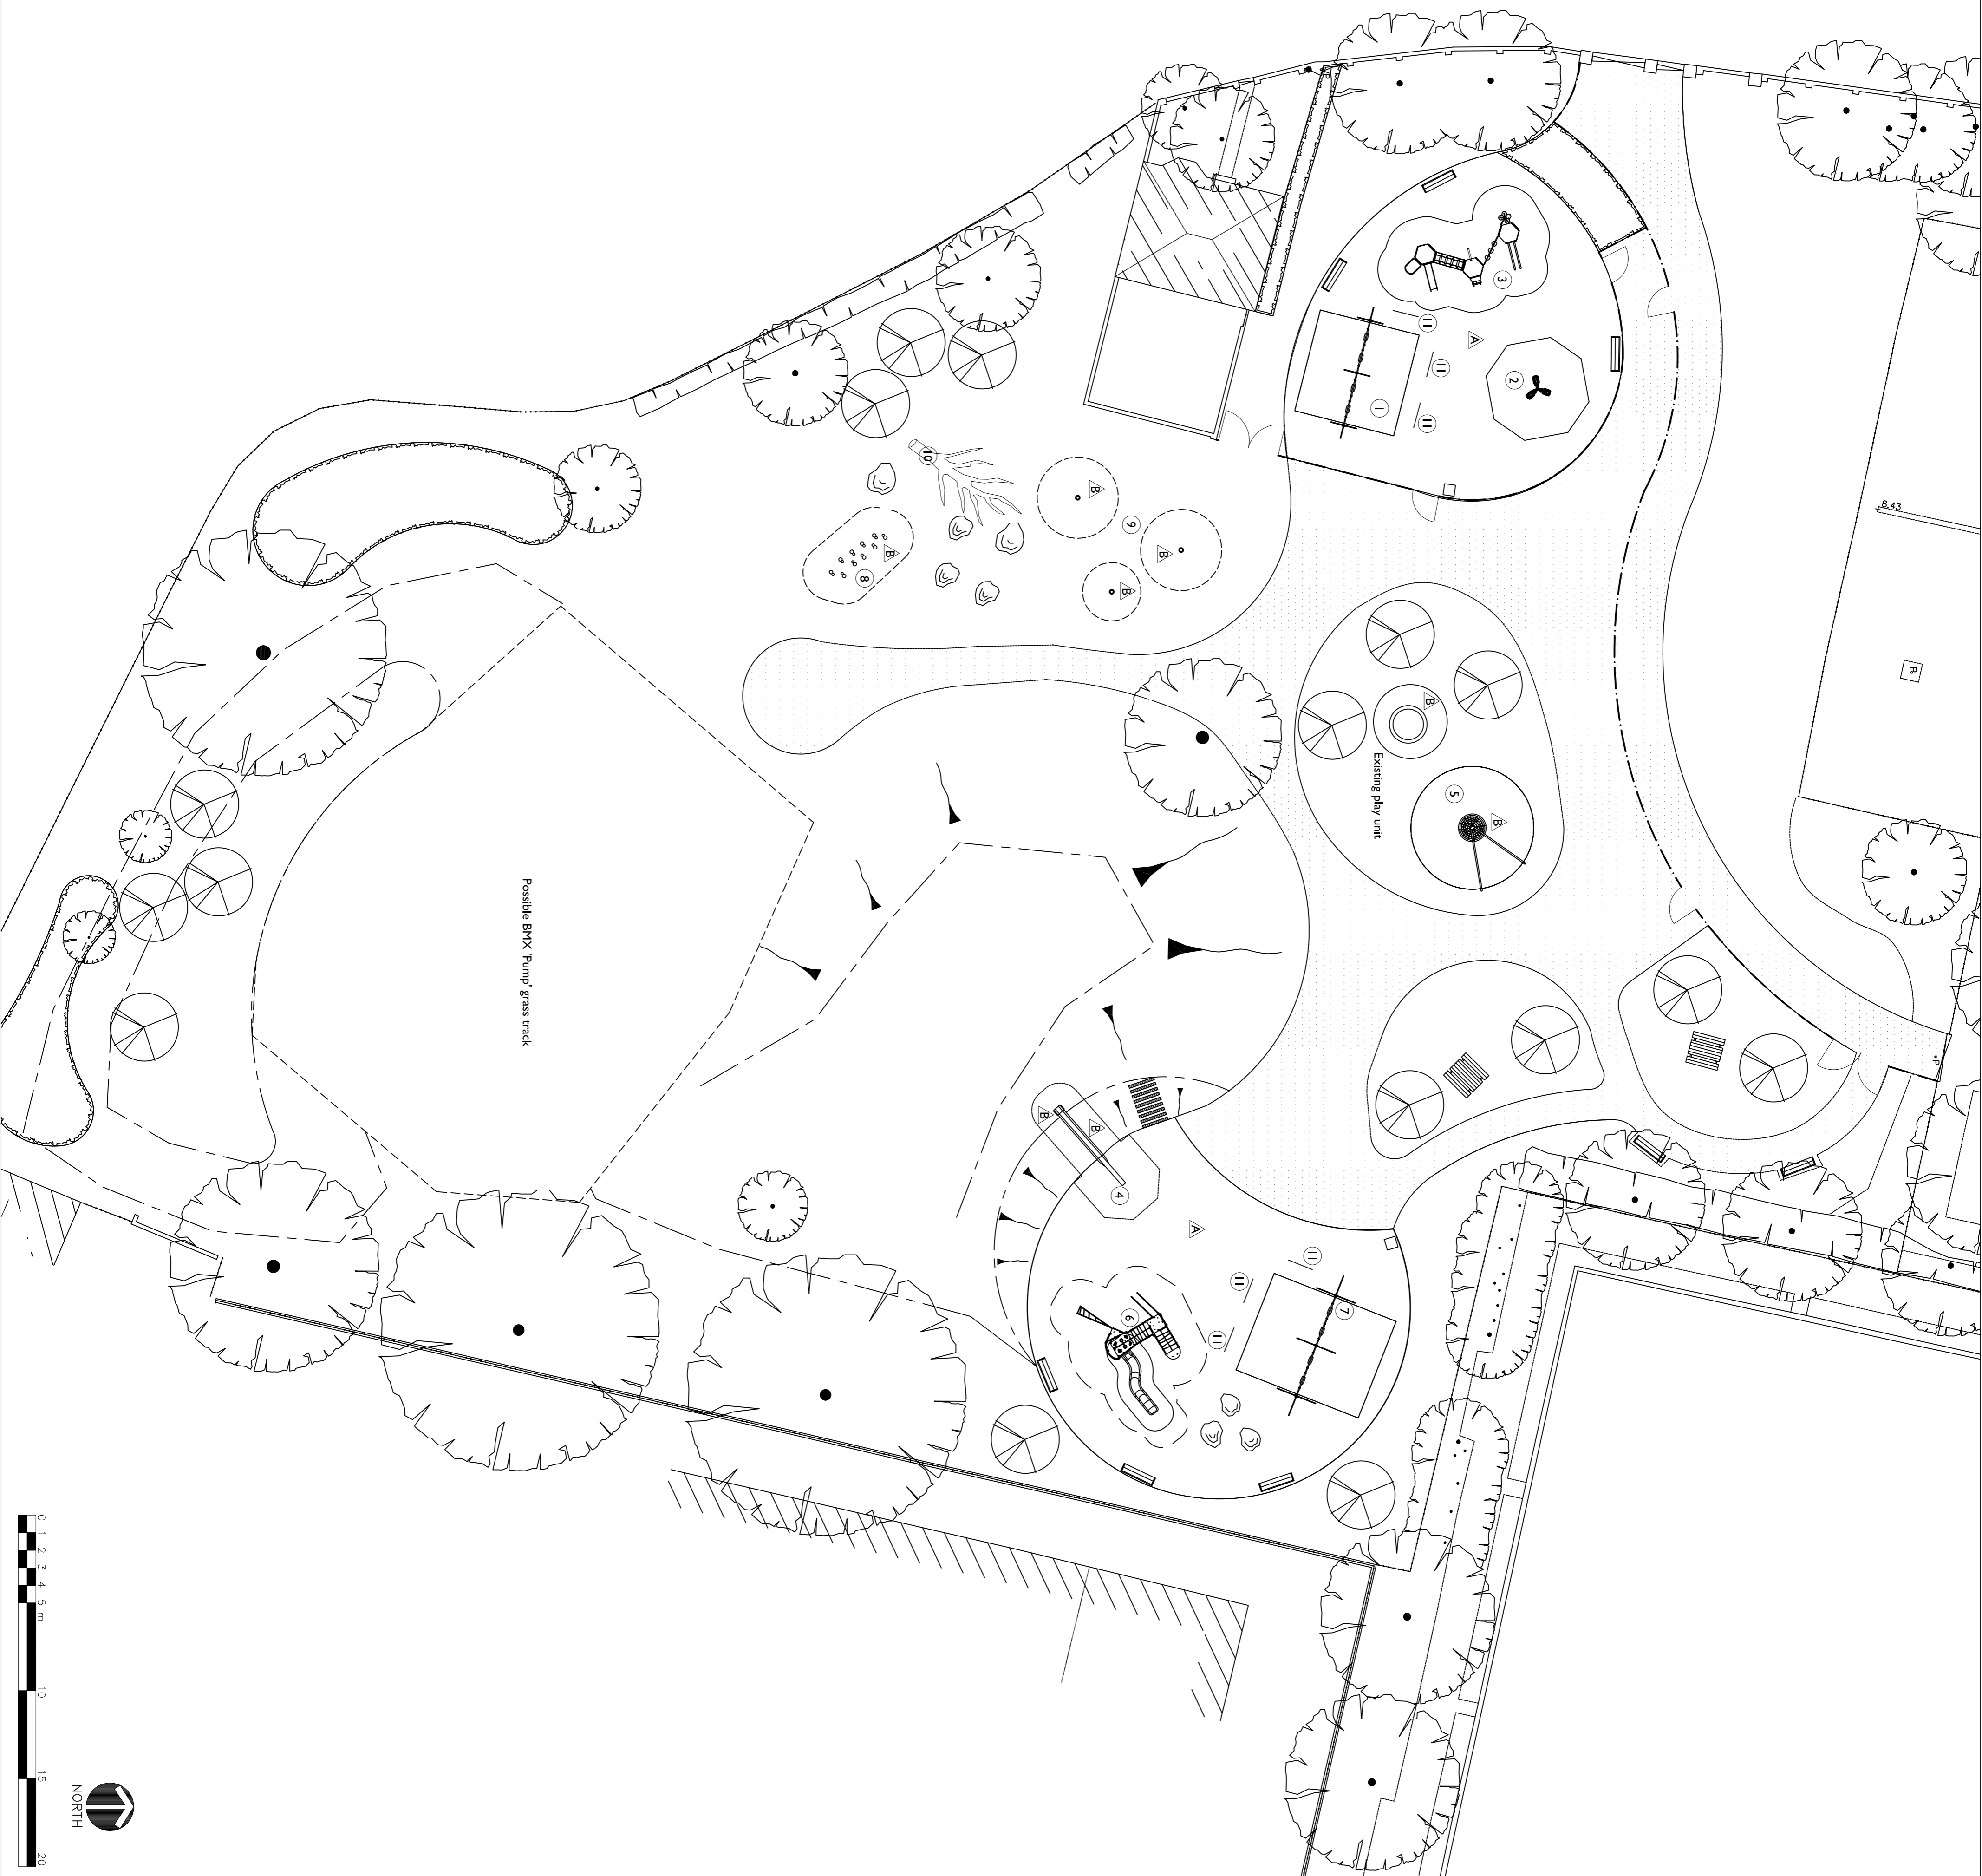 3
11
A
11
2
1
11
10
B
8.43
9
B
B
8
B
B
Existing play unit
5
B
Possible BMX 'Pump' grass track
P
B
B
4
A
11
11
7
6
11
0 1 2 3 4 5 m 10 15 20
NORTH